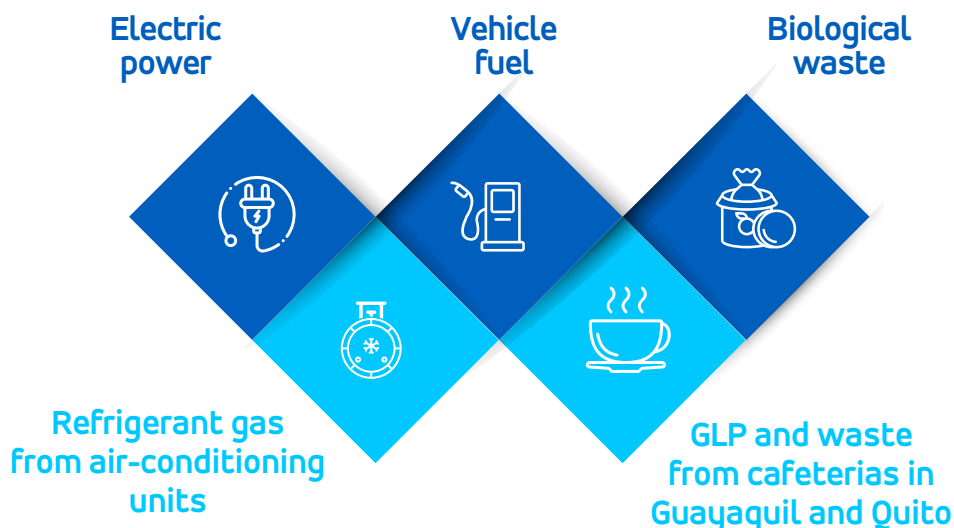 Electric
power
Vehicle
fuel
Biological
waste
Refrigerant gas
from air-conditioning
units
GLP and waste
from cafeterias in
Guayaquil and Quito